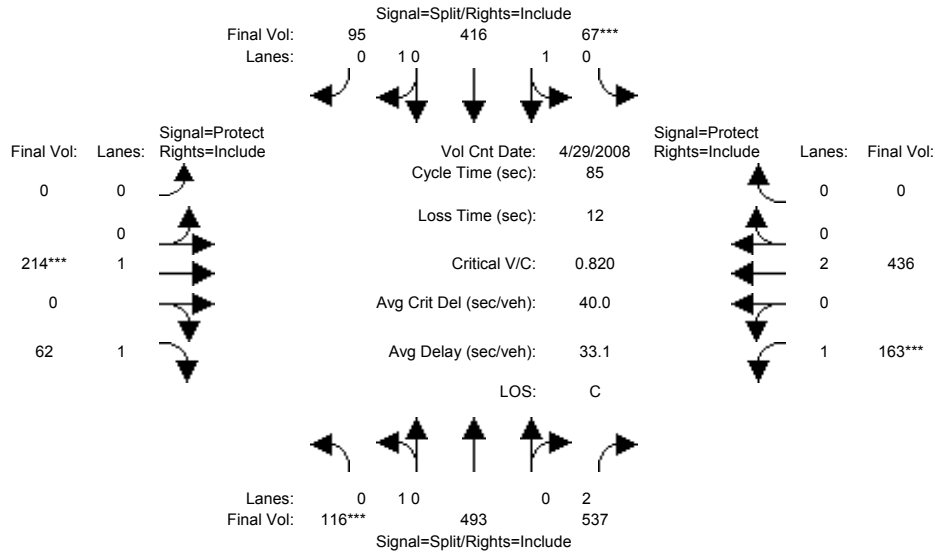 Signal=Split/Rights=Include
Final Vol: 95 416 67***
Lanes: 0 1 0 1 0
Signal=Protect Signal=Protect
Final Vol: Lanes: Rights=Include Vol Cnt Date: 4/29/2008 Rights=Include Lanes: Final Vol:
Cycle Time (sec): 85
0 0 0 0
Loss Time (sec): 12
0 0
214*** 1 Critical V/C: 0.820 2 436
0 Avg Crit Del (sec/veh): 40.0 0
62 1 Avg Delay (sec/veh): 33.1 1 163***
LOS: C
Lanes: 0 1 0 0 2
Final Vol: 116*** 493 537
Signal=Split/Rights=Include